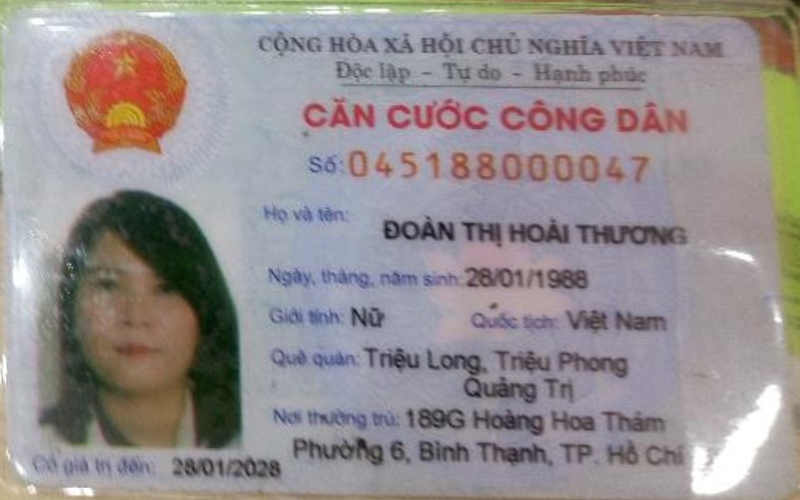 CỘNG HÒA XÃ HỘI CHỦ NGHĨA VIỆT NAM
Độc lập - Tự do - Hạnh phúc
CĂN CƯỚC CÔNG DÂN
Số: 045188000047
Họ và tên:
ĐOÀN THỊ HOÀI THƯƠNG
Ngày, tháng, năm sinh: 28/01/1988
Giới tính: Nữ Quốc tịch: Việt Nam
Quê quán: Triệu Long, Triệu Phong
Quảng Trị
Nơi thường trú: 189G Hoàng Hoa Thám
Phường 6, Bình Thạnh, TP. Hồ Chí
Có giá trị đến: 28/01/2028